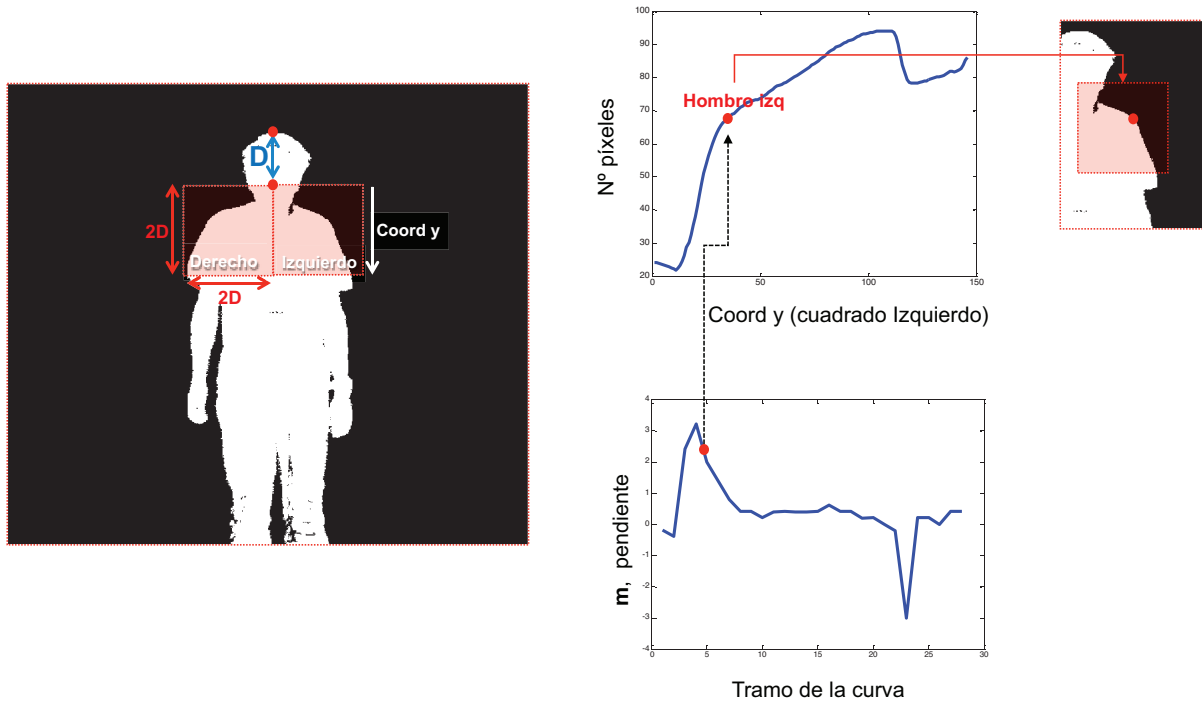 D
2D
Coord y
Derecho
Izquierdo
2D
Nº píxeles
100
90
80
70
60
50
40
30
20
0
50
100
150
Hombro Izq
Coord y (cuadrado Izquierdo)
m, pendiente
4
3
2
1
0
-1
-2
-3
-4
0
5
10
15
20
25
30
Tramo de la curva